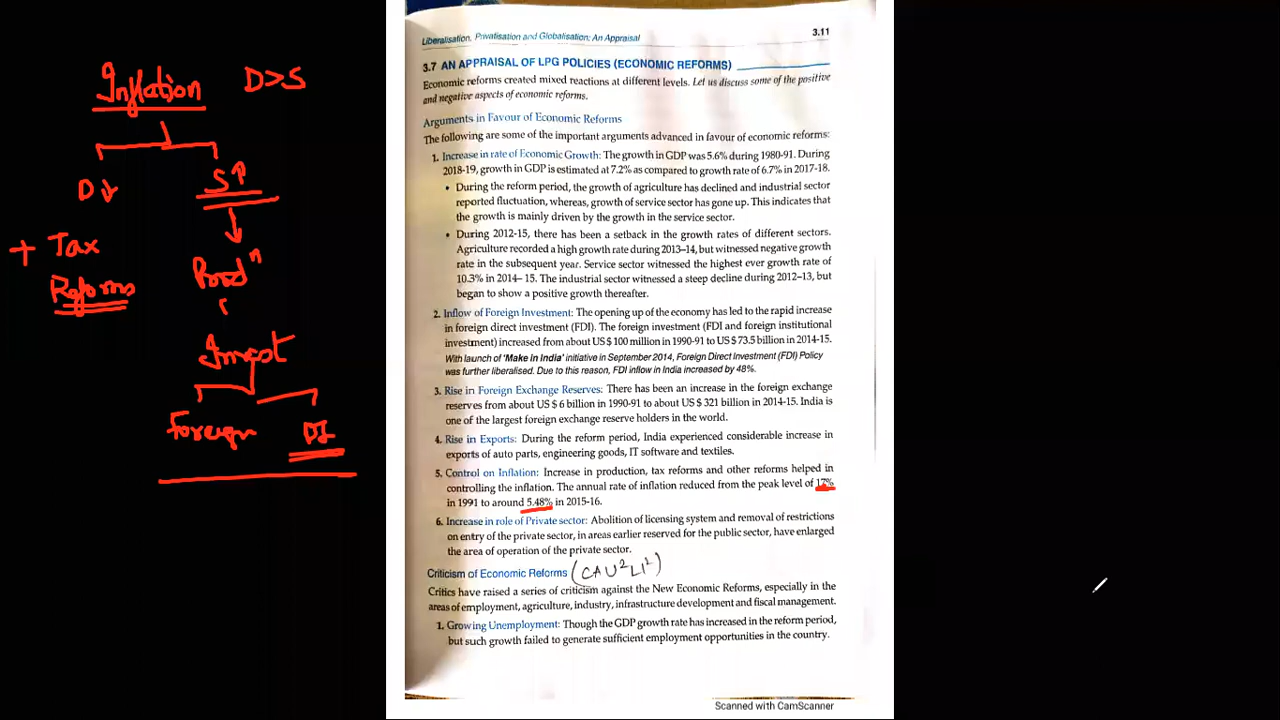 Inflation D>S
D↓ S↑
+ Tax
Reforms
Prodⁿ
Invest
Foreign DI
Liberalisation, Privatisation and Globalisation: An Appraisal 3.11
3.7 AN APPRAISAL OF LPG POLICIES (ECONOMIC REFORMS)
Economic reforms created mixed reactions at different levels. Let us discuss some of the positive
and negative aspects of economic reforms.
Arguments in Favour of Economic Reforms
The following are some of the important arguments advanced in favour of economic reforms:
1. Increase in rate of Economic Growth: The growth in GDP was 5.6% during 1980-91. During
2018-19, growth in GDP is estimated at 7.2% as compared to growth rate of 6.7% in 2017-18.
• During the reform period, the growth of agriculture has declined and industrial sector
reported fluctuation, whereas, growth of service sector has gone up. This indicates that
the growth is mainly driven by the growth in the service sector.
• During 2012-15, there has been a setback in the growth rates of different sectors.
Agriculture recorded a high growth rate during 2013–14, but witnessed negative growth
rate in the subsequent year. Service sector witnessed the highest ever growth rate of
10.3% in 2014– 15. The industrial sector witnessed a steep decline during 2012–13, but
began to show a positive growth thereafter.
2. Inflow of Foreign Investment: The opening up of the economy has led to the rapid increase
in foreign direct investment (FDI). The foreign investment (FDI and foreign institutional
investment) increased from about US $ 100 million in 1990-91 to US $ 73.5 billion in 2014-15.
With launch of 'Make in India' initiative in September 2014, Foreign Direct Investment (FDI) Policy
was further liberalised. Due to this reason, FDI inflow in India increased by 48%.
3. Rise in Foreign Exchange Reserves: There has been an increase in the foreign exchange
reserves from about US $ 6 billion in 1990-91 to about US $ 321 billion in 2014-15. India is
one of the largest foreign exchange reserve holders in the world.
4. Rise in Exports: During the reform period, India experienced considerable increase in
exports of auto parts, engineering goods, IT software and textiles.
5. Control on Inflation: Increase in production, tax reforms and other reforms helped in
controlling the inflation. The annual rate of inflation reduced from the peak level of 17%
in 1991 to around 5.48% in 2015-16.
6. Increase in role of Private sector: Abolition of licensing system and removal of restrictions
on entry of the private sector, in areas earlier reserved for the public sector, have enlarged
the area of operation of the private sector.
Criticism of Economic Reforms (CAU²LI²)
Critics have raised a series of criticism against the New Economic Reforms, especially in the
areas of employment, agriculture, industry, infrastructure development and fiscal management.
1. Growing Unemployment: Though the GDP growth rate has increased in the reform period,
but such growth failed to generate sufficient employment opportunities in the country.
Scanned with CamScanner